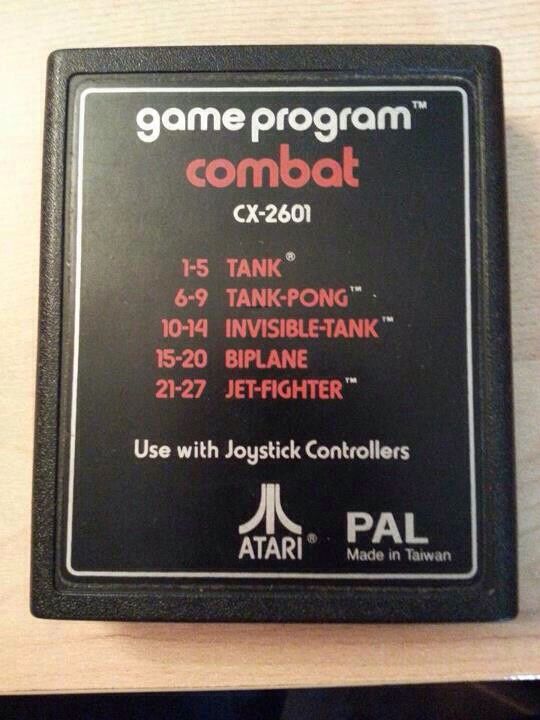 game program™
combat
CX-2601
1-5 TANK®
6-9 TANK-PONG™
10-14 INVISIBLE-TANK™
15-20 BIPLANE
21-27 JET-FIGHTER™
Use with Joystick Controllers
ATARI®
PAL
Made in Taiwan